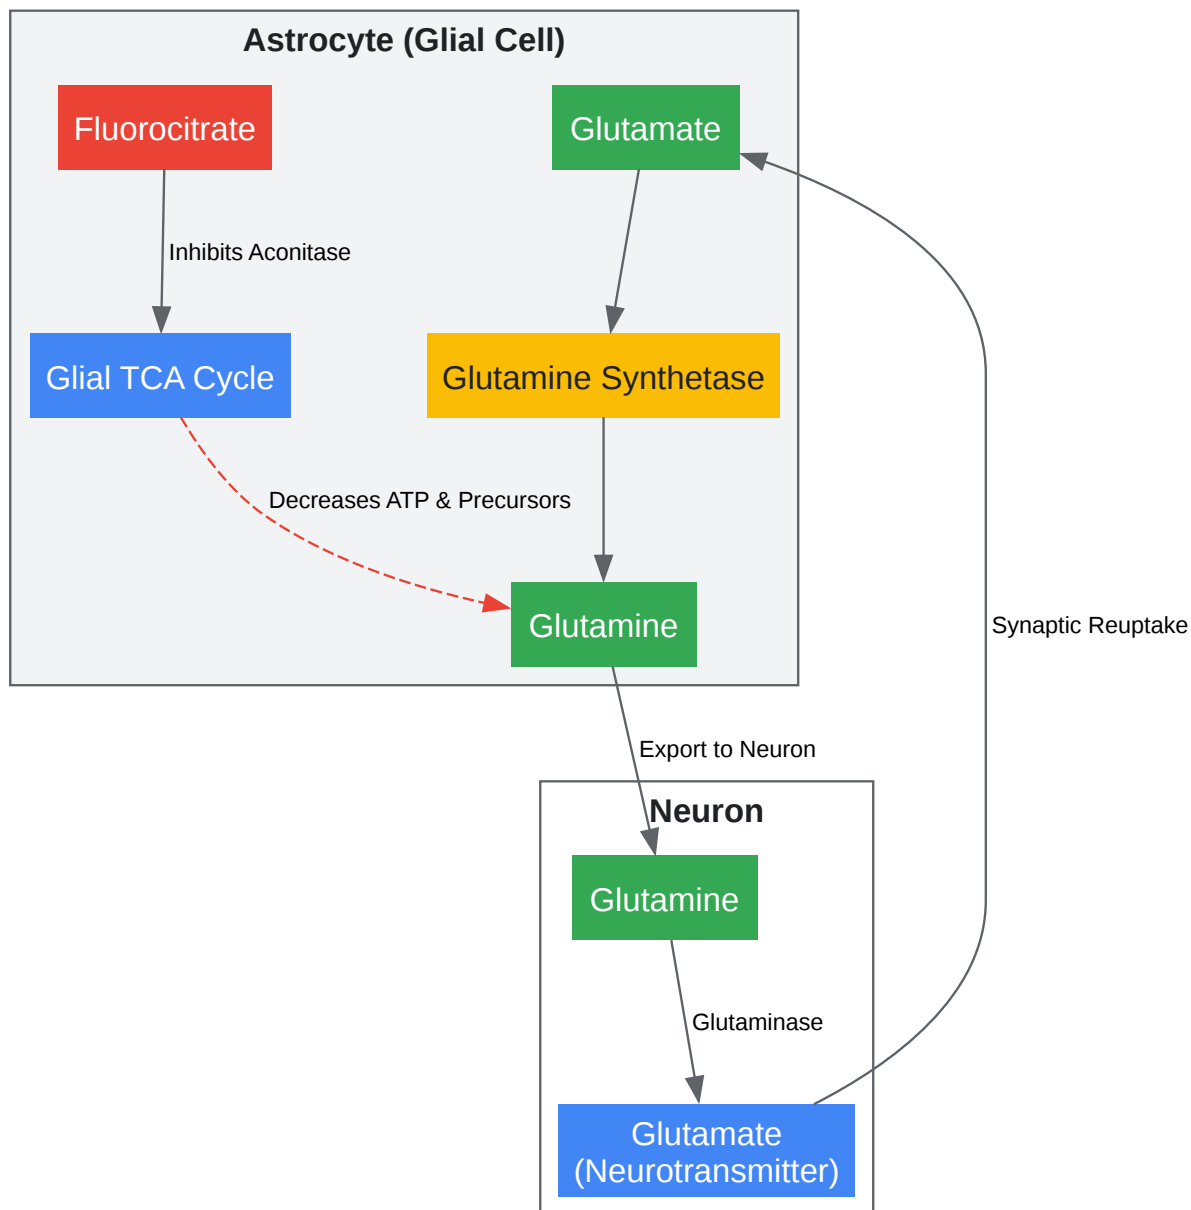 Astrocyte (Glial Cell)
Fluorocitrate
Glutamate
Inhibits Aconitase
Glial TCA Cycle
Glutamine Synthetase
Decreases ATP & Precursors
Glutamine
Synaptic Reuptake
Export to Neuron
Neuron
Glutamine
Glutaminase
Glutamate
(Neurotransmitter)